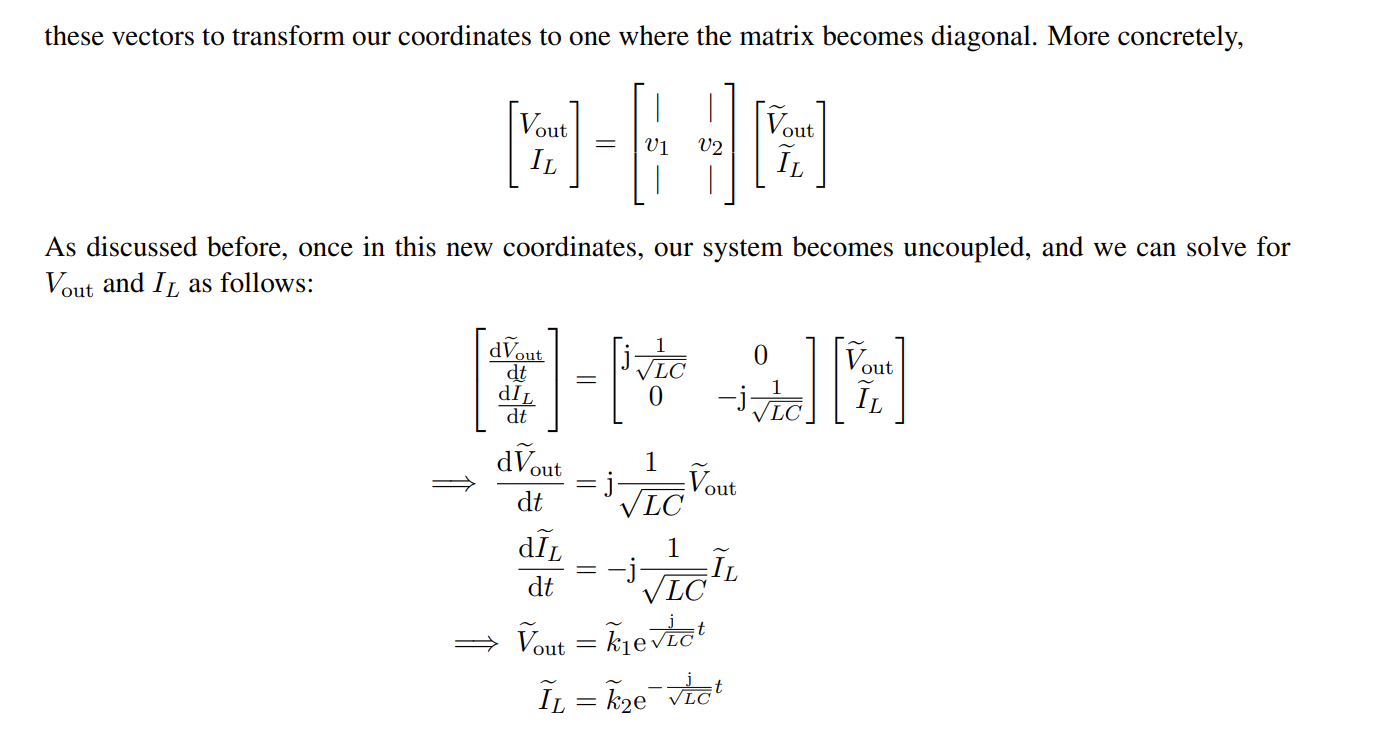 these vectors to transform our coordinates to one where the matrix becomes diagonal. More concretely,
$$\begin{bmatrix} V_{\text{out}} \\ I_L \end{bmatrix} = \begin{bmatrix} | & | \\ v_1 & v_2 \\ | & | \end{bmatrix} \begin{bmatrix} \widetilde{V}_{\text{out}} \\ \widetilde{I}_L \end{bmatrix}$$
As discussed before, once in this new coordinates, our system becomes uncoupled, and we can solve for
$V_{\text{out}}$ and $I_L$ as follows:
$$\begin{bmatrix} \frac{\mathrm{d}\widetilde{V}_{\text{out}}}{\mathrm{d}t} \\ \frac{\mathrm{d}\widetilde{I}_L}{\mathrm{d}t} \end{bmatrix} = \begin{bmatrix} \mathrm{j}\frac{1}{\sqrt{LC}} & 0 \\ 0 & -\mathrm{j}\frac{1}{\sqrt{LC}} \end{bmatrix} \begin{bmatrix} \widetilde{V}_{\text{out}} \\ \widetilde{I}_L \end{bmatrix}$$
$$\implies \frac{\mathrm{d}\widetilde{V}_{\text{out}}}{\mathrm{d}t} = \mathrm{j}\frac{1}{\sqrt{LC}}\widetilde{V}_{\text{out}}$$
$$\frac{\mathrm{d}\widetilde{I}_L}{\mathrm{d}t} = -\mathrm{j}\frac{1}{\sqrt{LC}}\widetilde{I}_L$$
$$\implies \widetilde{V}_{\text{out}} = \widetilde{k}_1 \mathrm{e}^{\frac{\mathrm{j}}{\sqrt{LC}}t}$$
$$\widetilde{I}_L = \widetilde{k}_2 \mathrm{e}^{-\frac{\mathrm{j}}{\sqrt{LC}}t}$$